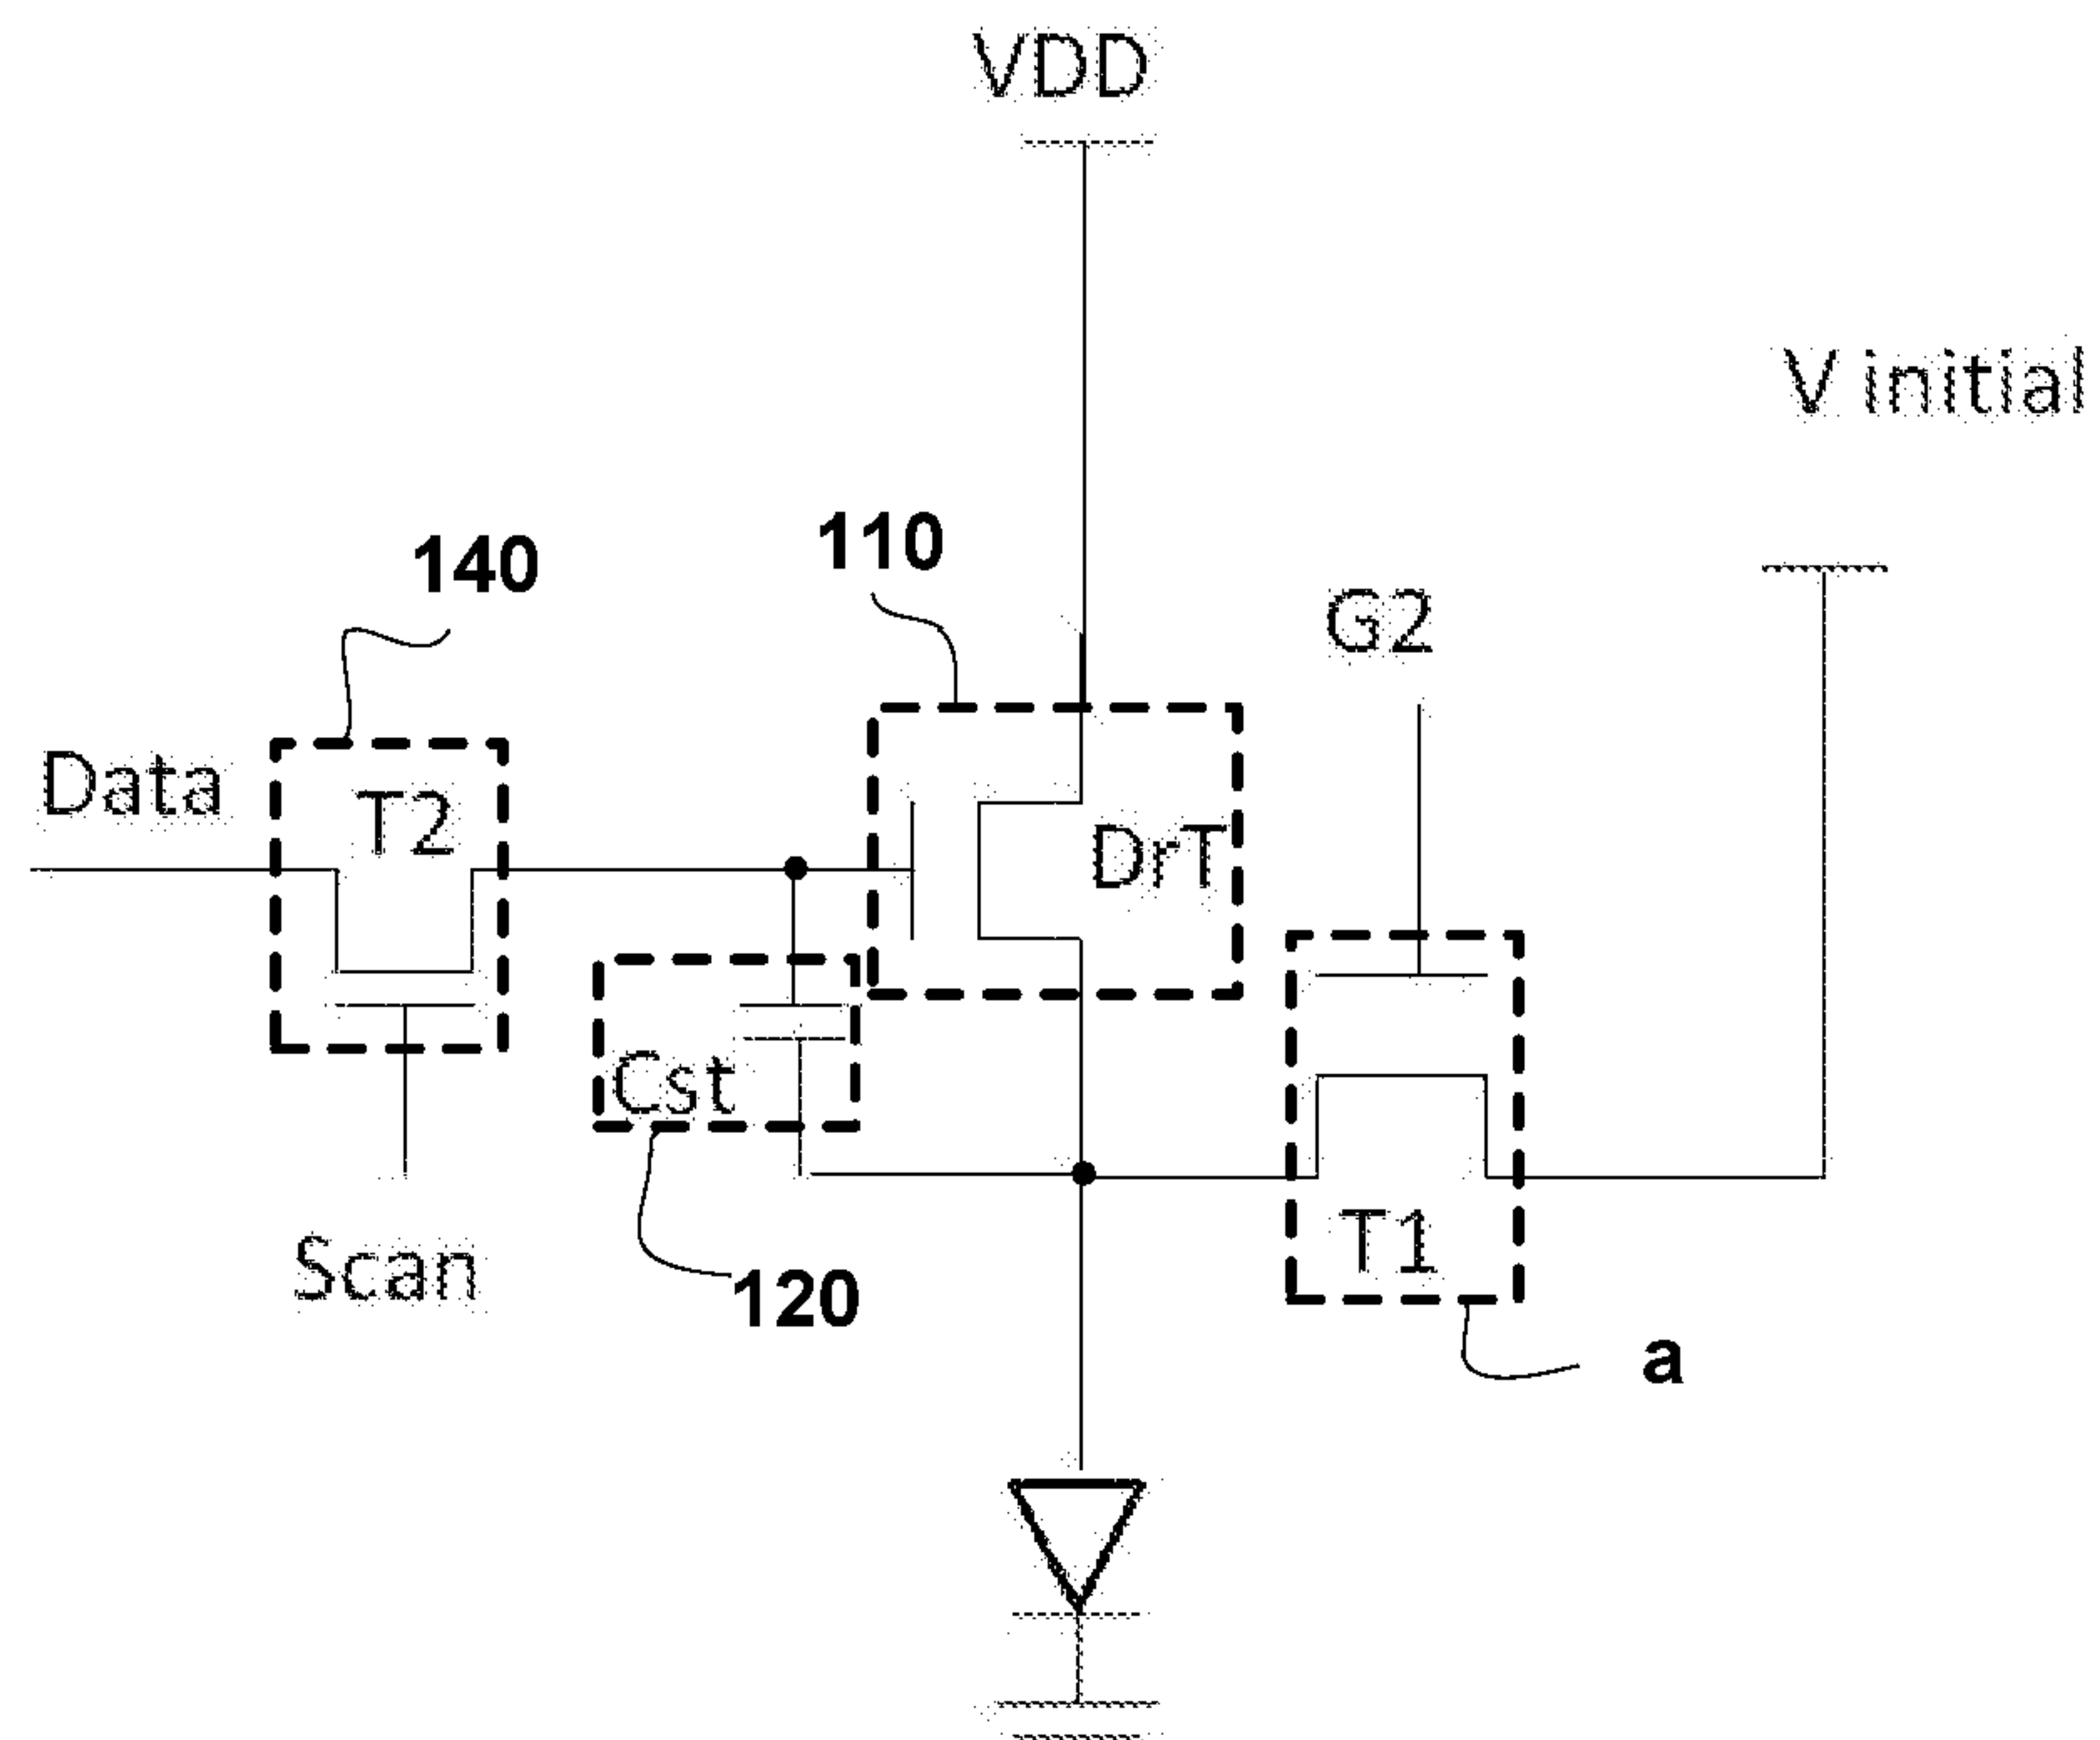 VDD
V initial
110
140
G2
Data
T2
DrT
Cst
T1
Scan
120
a